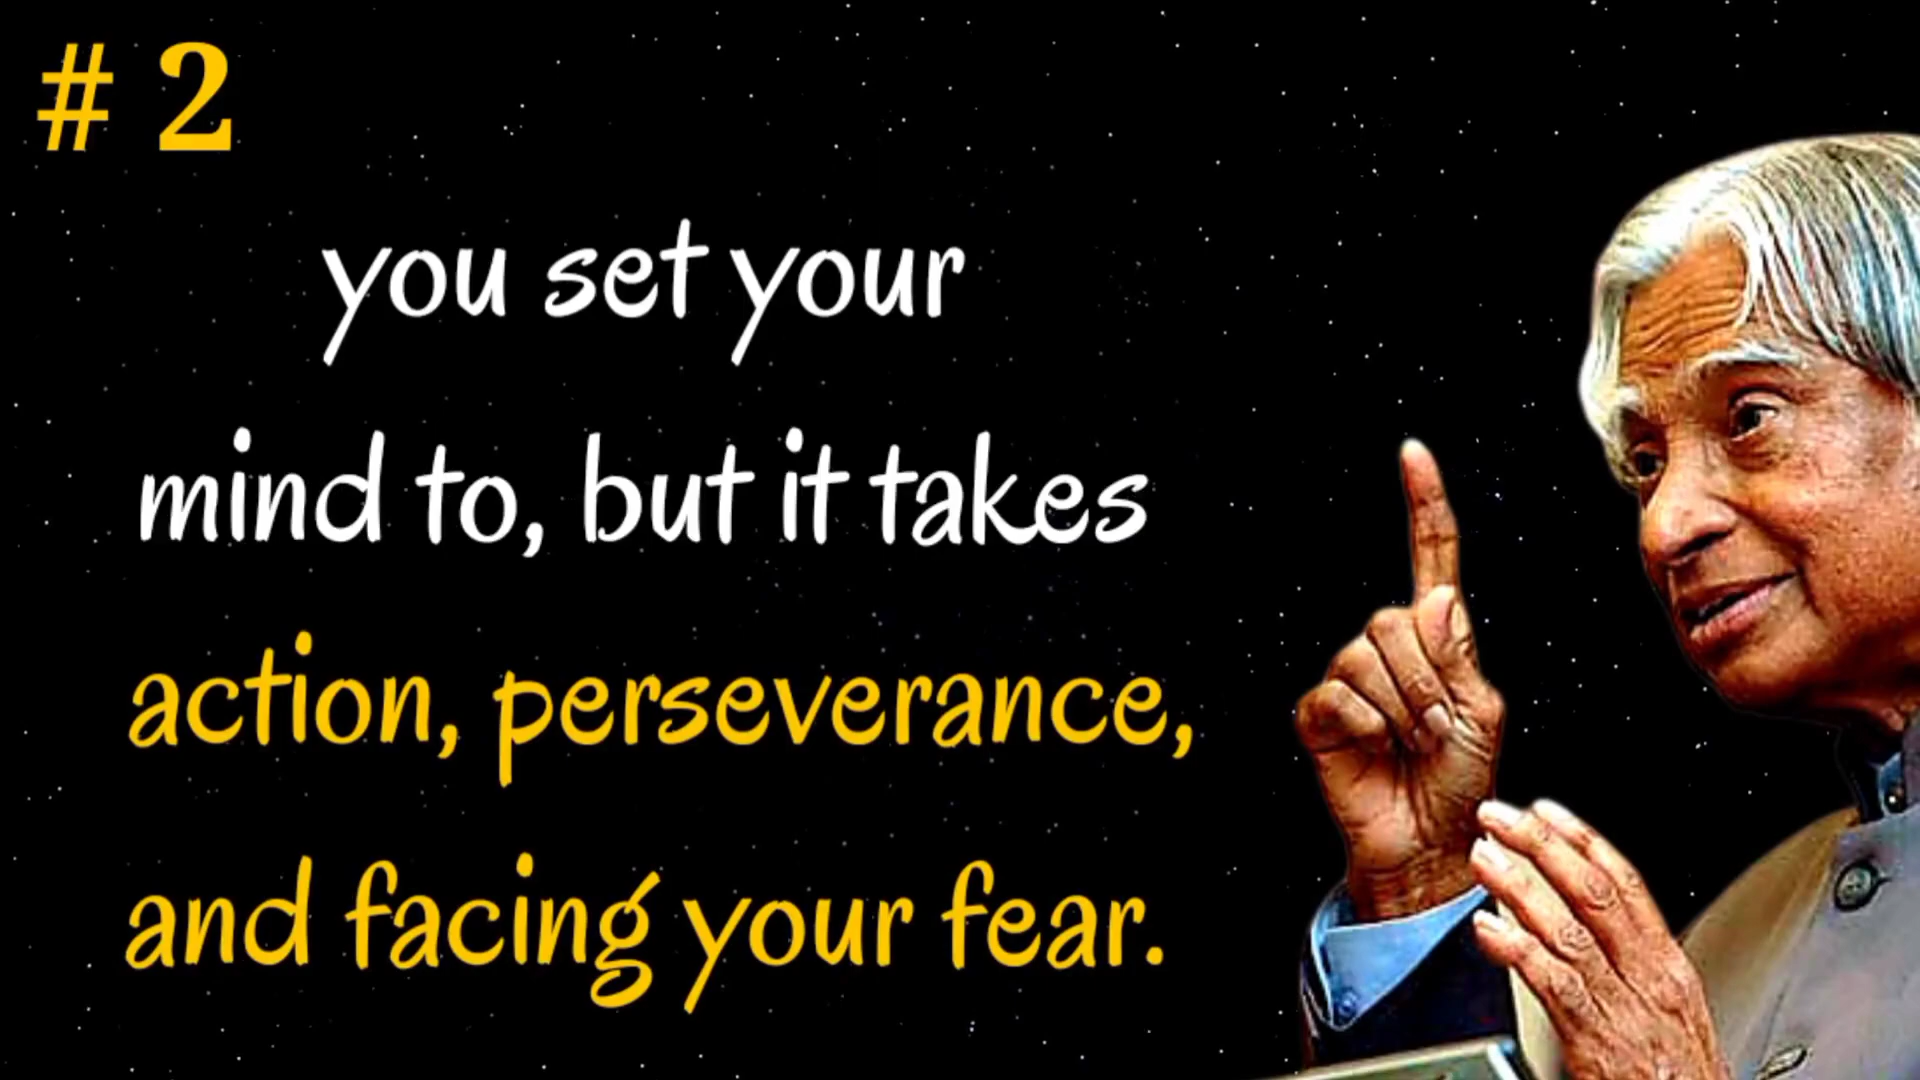 # 2
you set your
mind to, but it takes
action, perseverance,
and facing your fear.